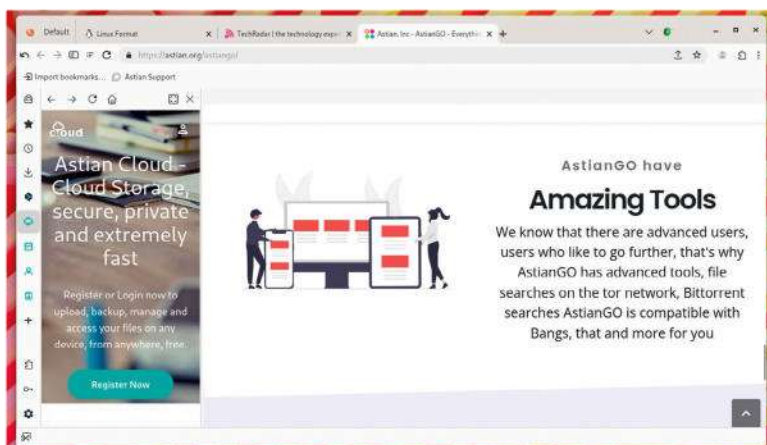 Default
Linux Format
TechRadar | the technology exper
Astian, Inc - AstianGO - Everythin
https://astian.org/astiango/
Import bookmarks...
Astian Support
cloud
Astian Cloud -
Cloud Storage,
secure, private
and extremely
fast
Register or Login now to
upload, backup, manage and
access your files on any
device, from anywhere, free.
Register Now
AstianGO have
Amazing Tools
We know that there are advanced users,
users who like to go further, that's why
AstianGO has advanced tools, file
searches on the tor network, Bittorrent
searches AstianGO is compatible with
Bangs, that and more for you